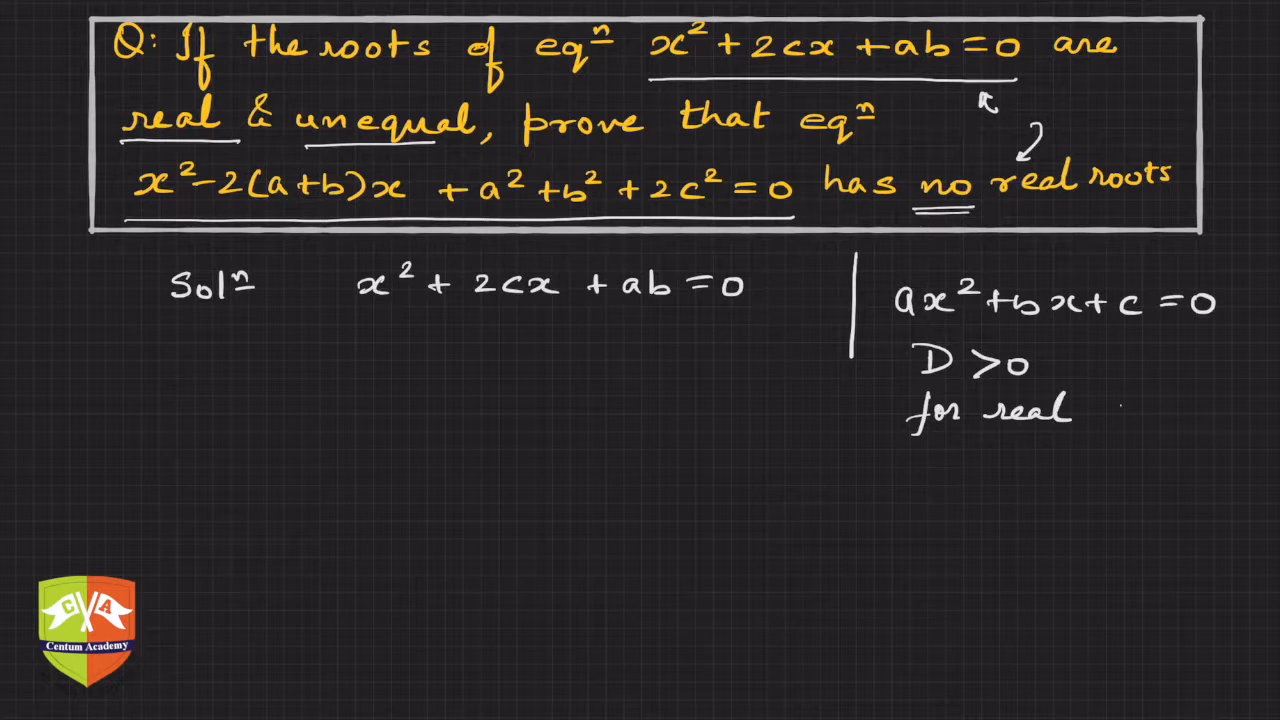 Q: If the roots of eqⁿ x² + 2cx + ab = 0 are
real & unequal, prove that eqⁿ
x² - 2(a+b)x + a² + b² + 2c² = 0 has no real roots
Solⁿ x² + 2cx + ab = 0
ax² + bx + c = 0
D > 0
for real
C A
Centum Academy